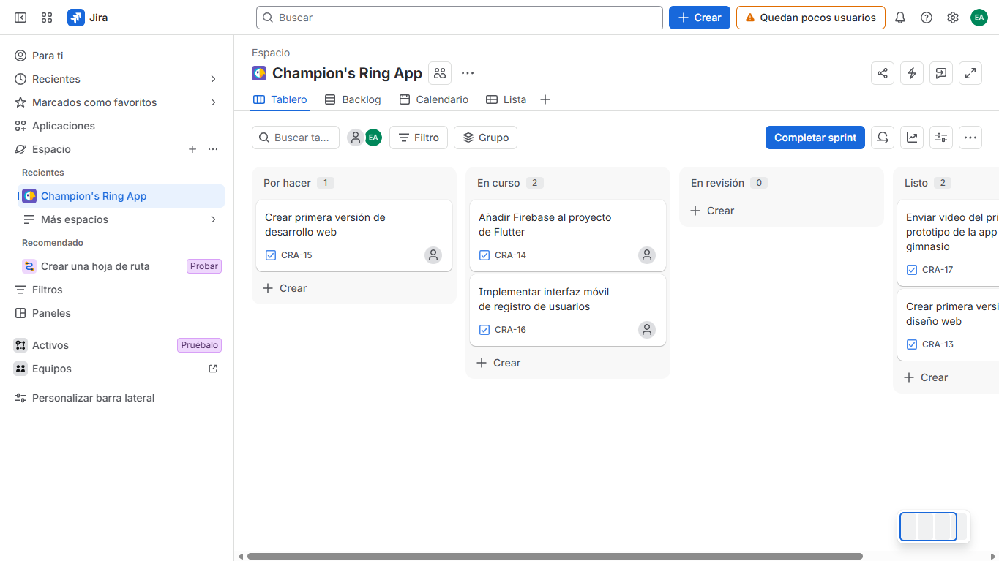 Jira
Buscar
Crear
Quedan pocos usuarios
EA
Para ti
Recientes
Marcados como favoritos
Aplicaciones
Espacio
Recientes
Champion's Ring App
Más espacios
Recomendado
Crear una hoja de ruta
Probar
Filtros
Paneles
Activos
Pruébalo
Equipos
Personalizar barra lateral
Espacio
Champion's Ring App
Tablero
Backlog
Calendario
Lista
Buscar ta...
EA
Filtro
Grupo
Completar sprint
Por hacer 1
Crear primera versión de
desarrollo web
CRA-15
Crear
En curso 2
Añadir Firebase al proyecto
de Flutter
CRA-14
Implementar interfaz móvil
de registro de usuarios
CRA-16
Crear
En revisión 0
Crear
Listo 2
Enviar video del pri
prototipo de la app
gimnasio
CRA-17
Crear primera versi
diseño web
CRA-13
Crear